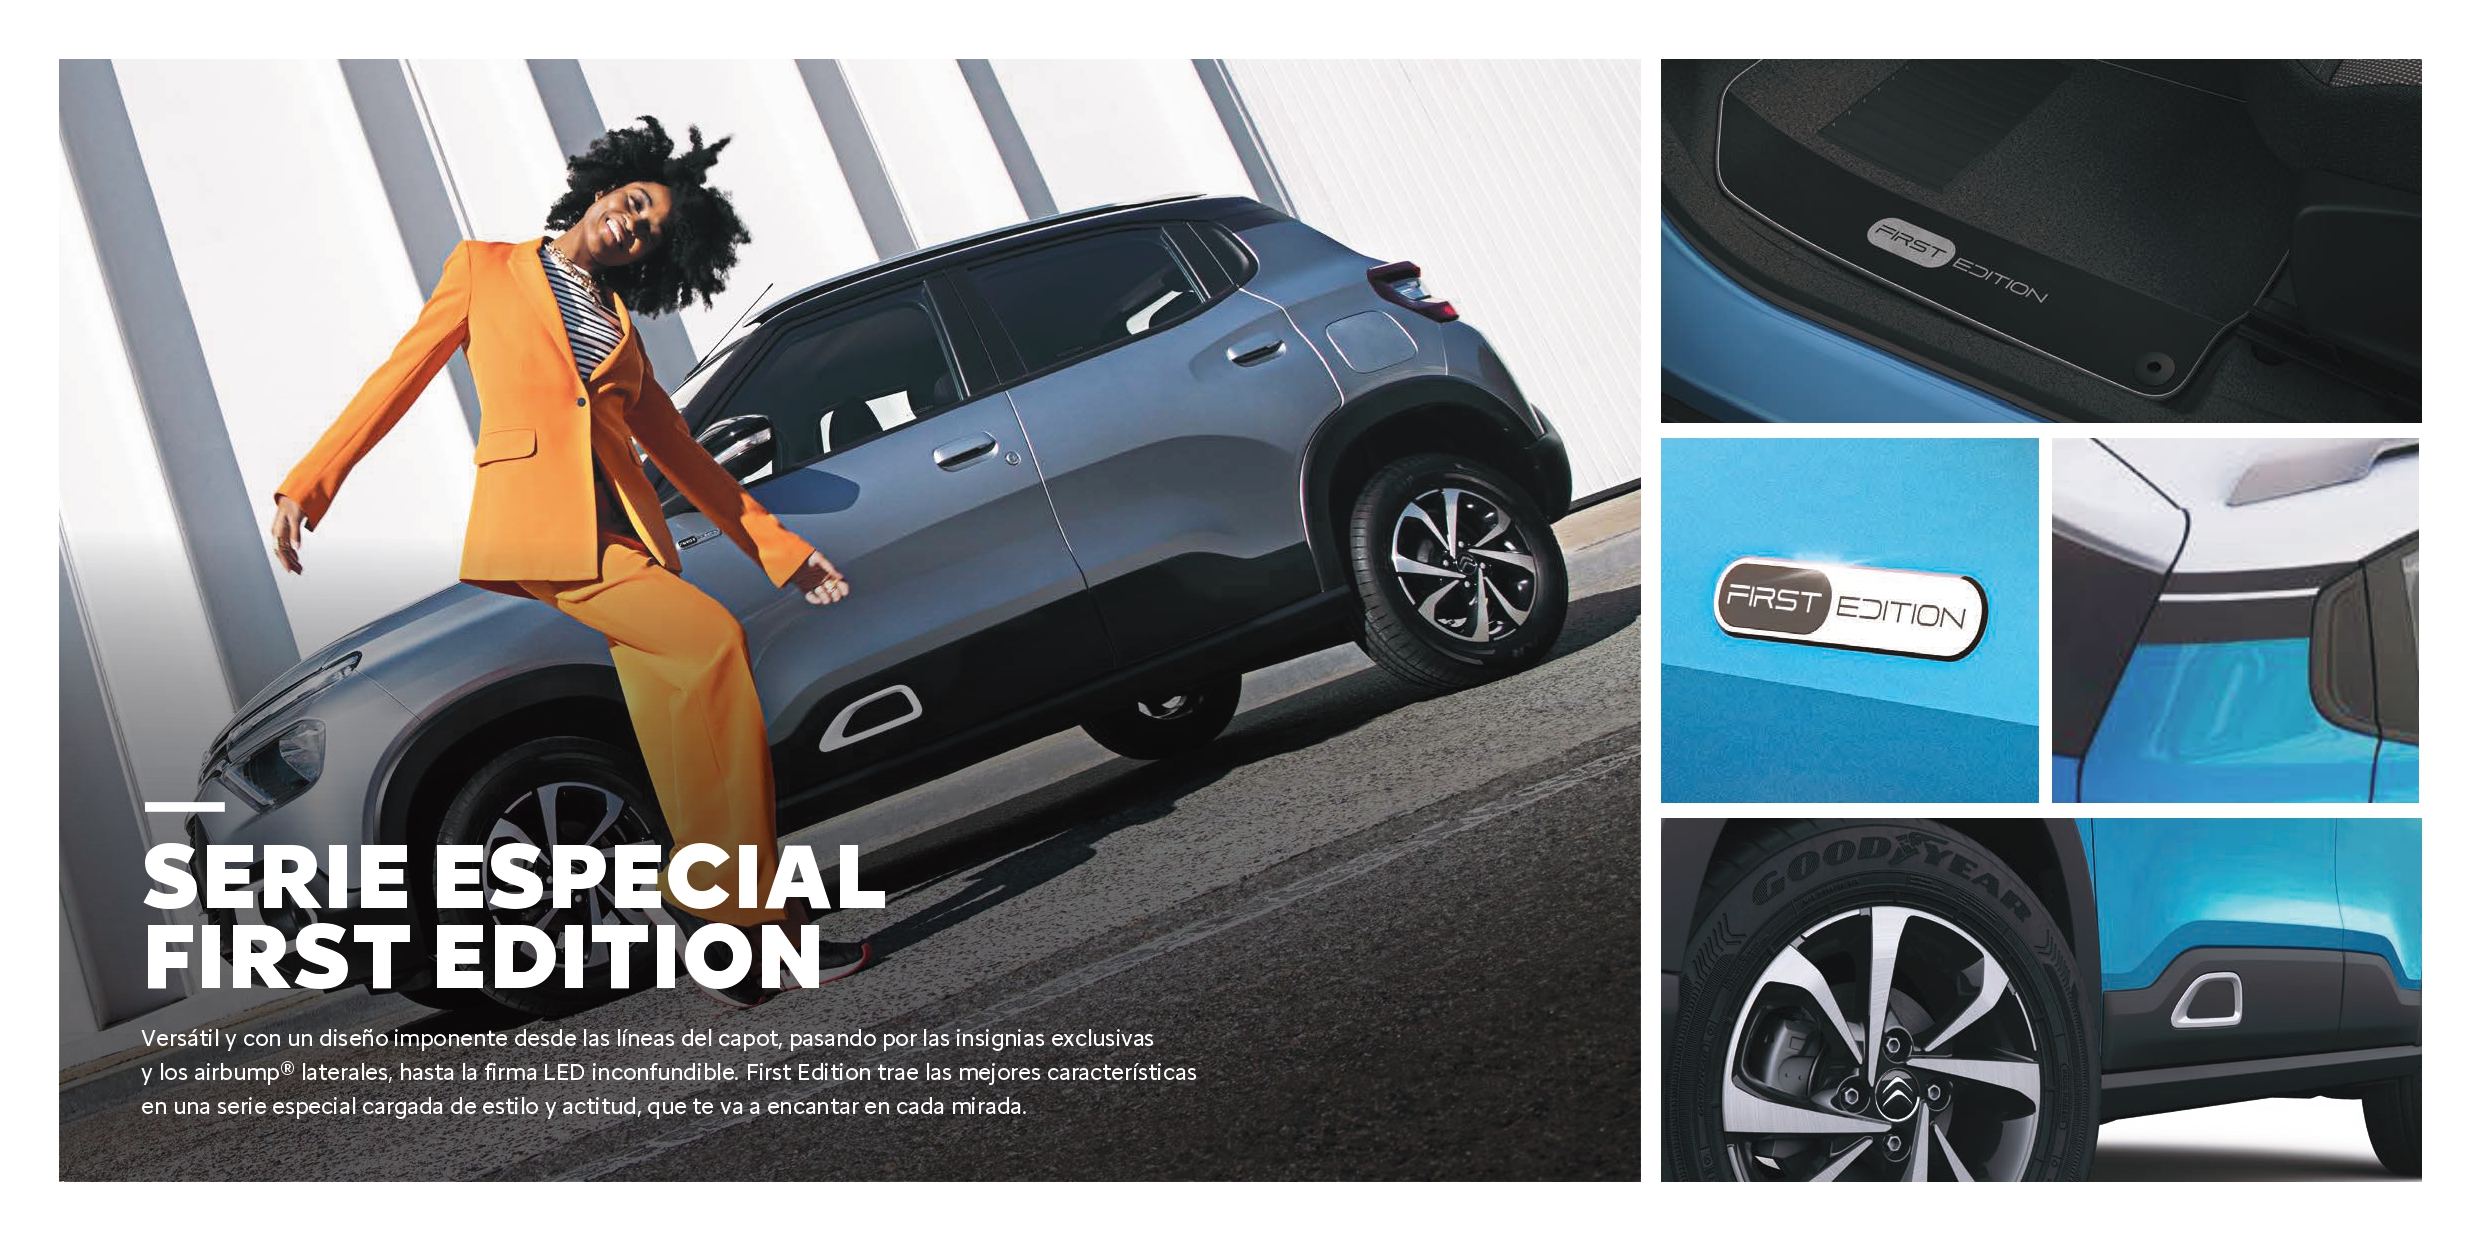 SERIE ESPECIAL
FIRST EDITION
Versátil y con un diseño imponente desde las líneas del capot, pasando por las insignias exclusivas
y los airbump® laterales, hasta la firma LED inconfundible. First Edition trae las mejores características
en una serie especial cargada de estilo y actitud, que te va a encantar en cada mirada.
FIRST EDITION
FIRST EDITION
GOODYEAR